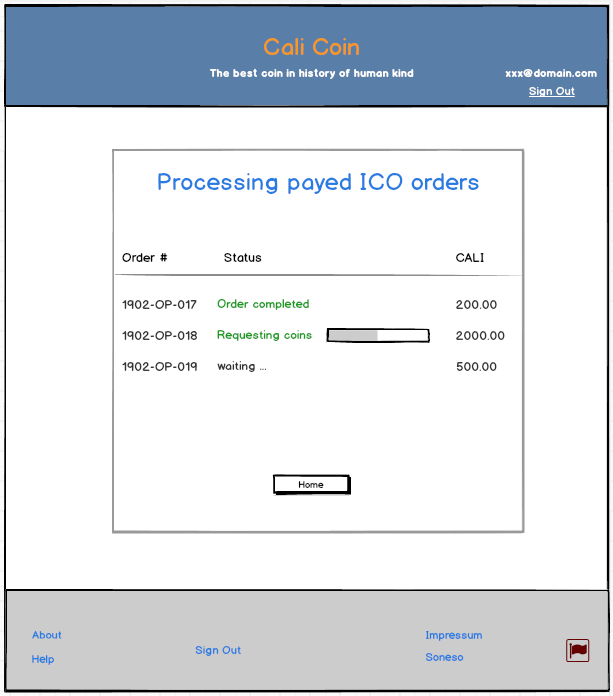 Cali Coin
The best coin in history of human kind
xxx@domain.com
Sign Out
Processing payed ICO orders
Order # Status CALI
1902-OP-017 Order completed 200.00
1902-OP-018 Requesting coins 2000.00
1902-OP-019 waiting ... 500.00
Home
About
Help
Sign Out
Impressum
Soneso